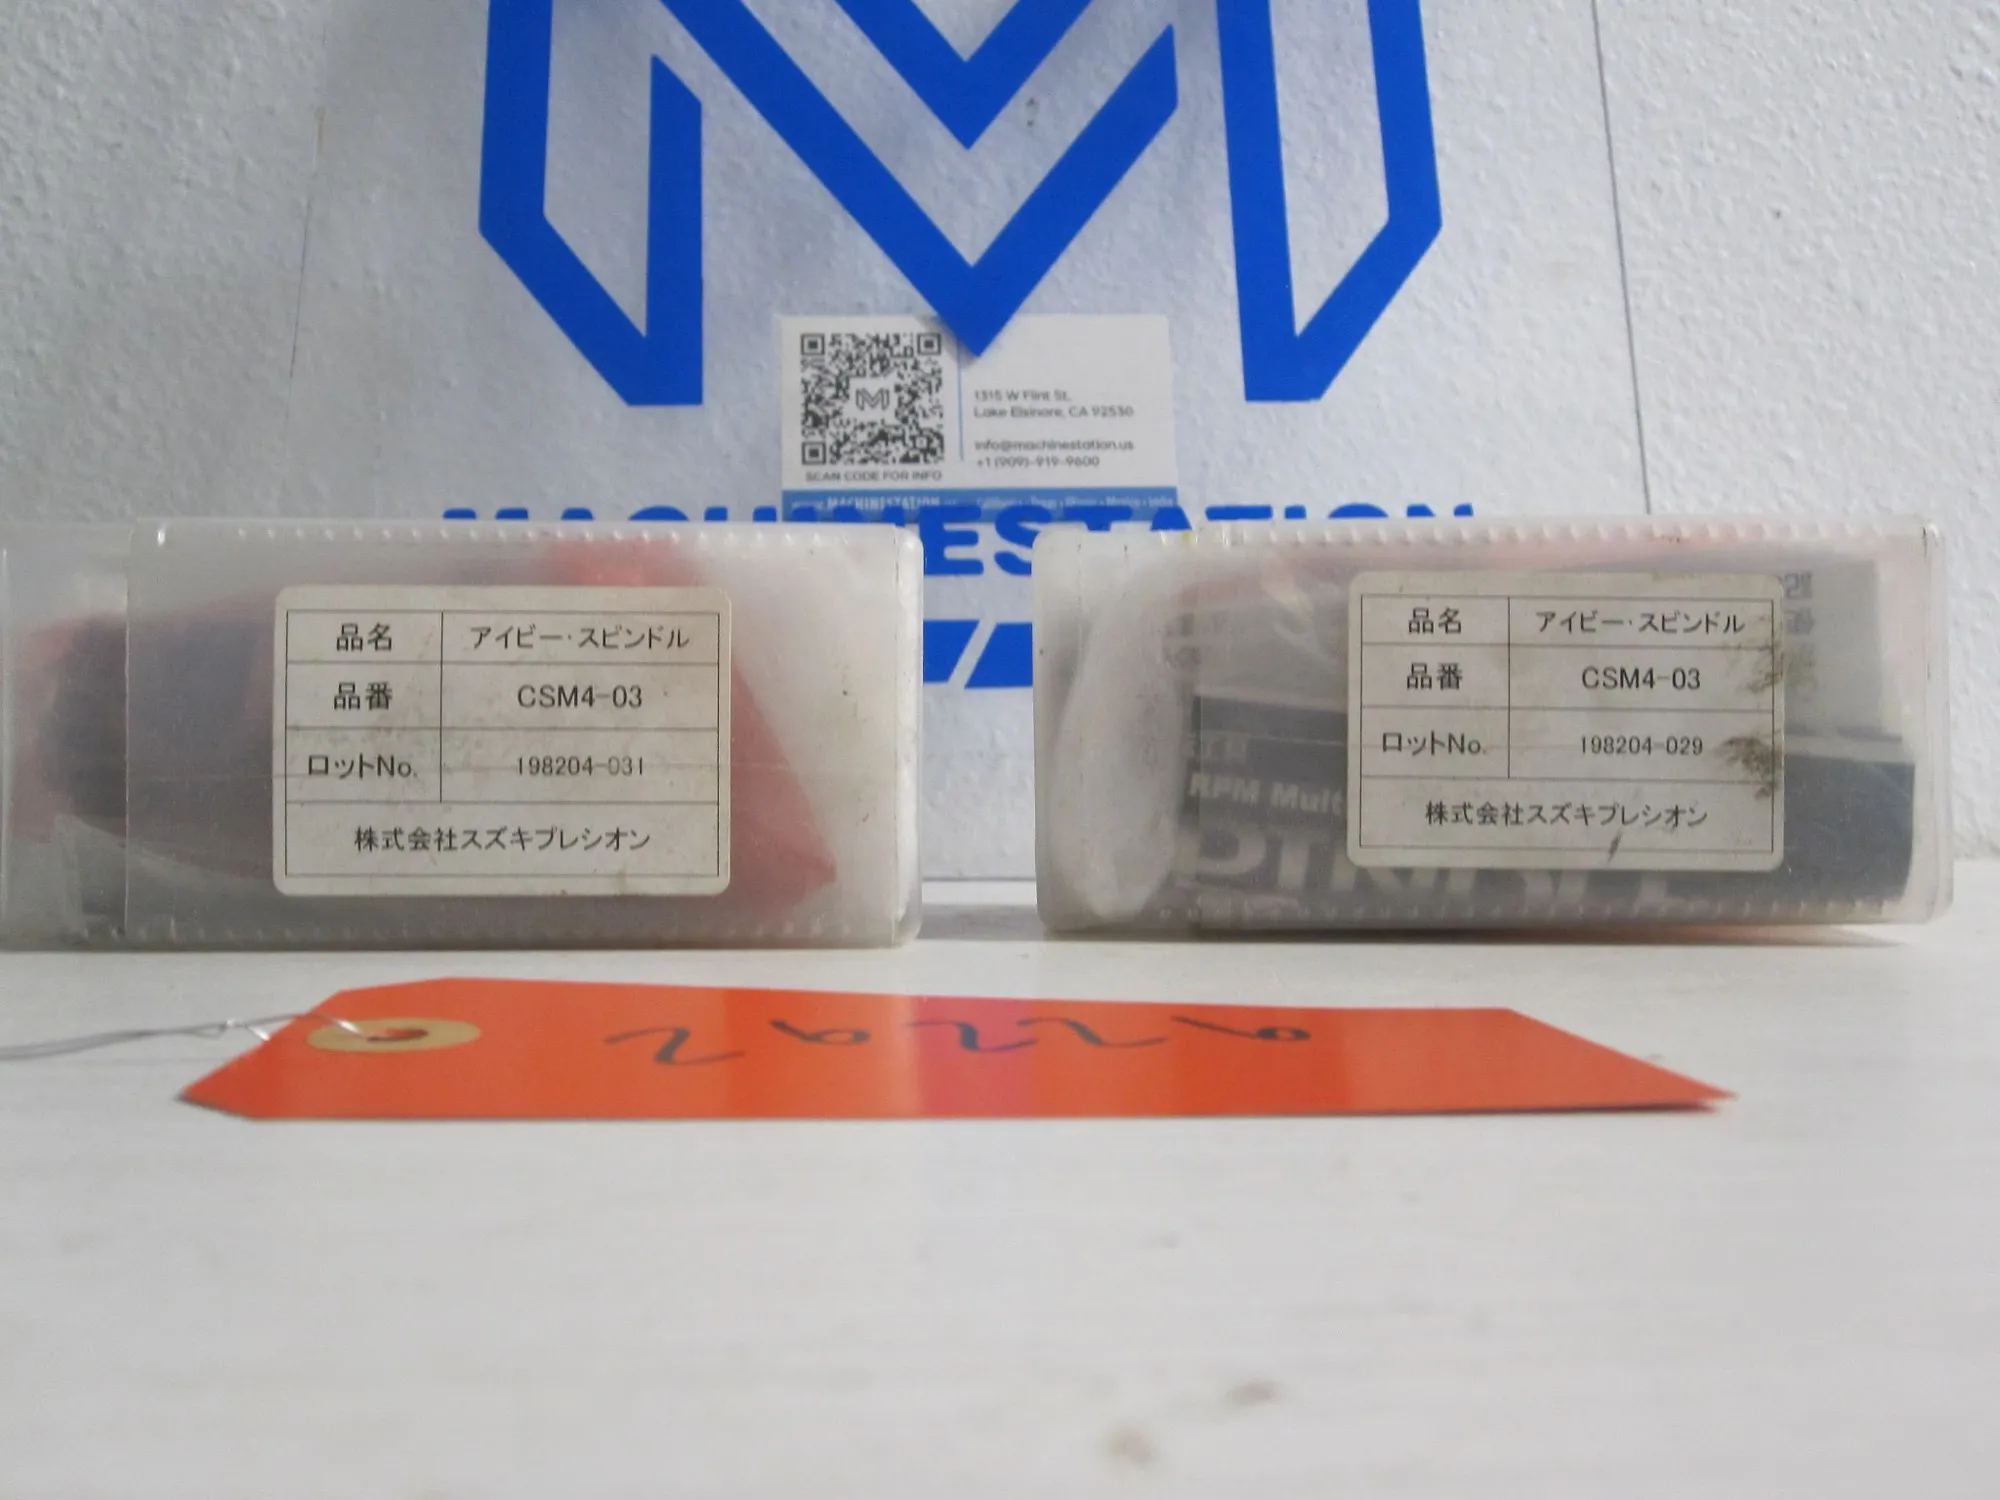 SCAN CODE FOR INFO
1315 W Flint St,
Lake Elsinore, CA 92530
info@machinestation.us
+1 (909)-919-9600
MACHINESTATION
MACHINESTATION
品名 アイビー・スピンドル
品番 CSM4-03
ロットNo. 198204-031
株式会社スズキプレシオン
品名 アイビー・スピンドル
品番 CSM4-03
ロットNo. 198204-029
株式会社スズキプレシオン
RPM Mult